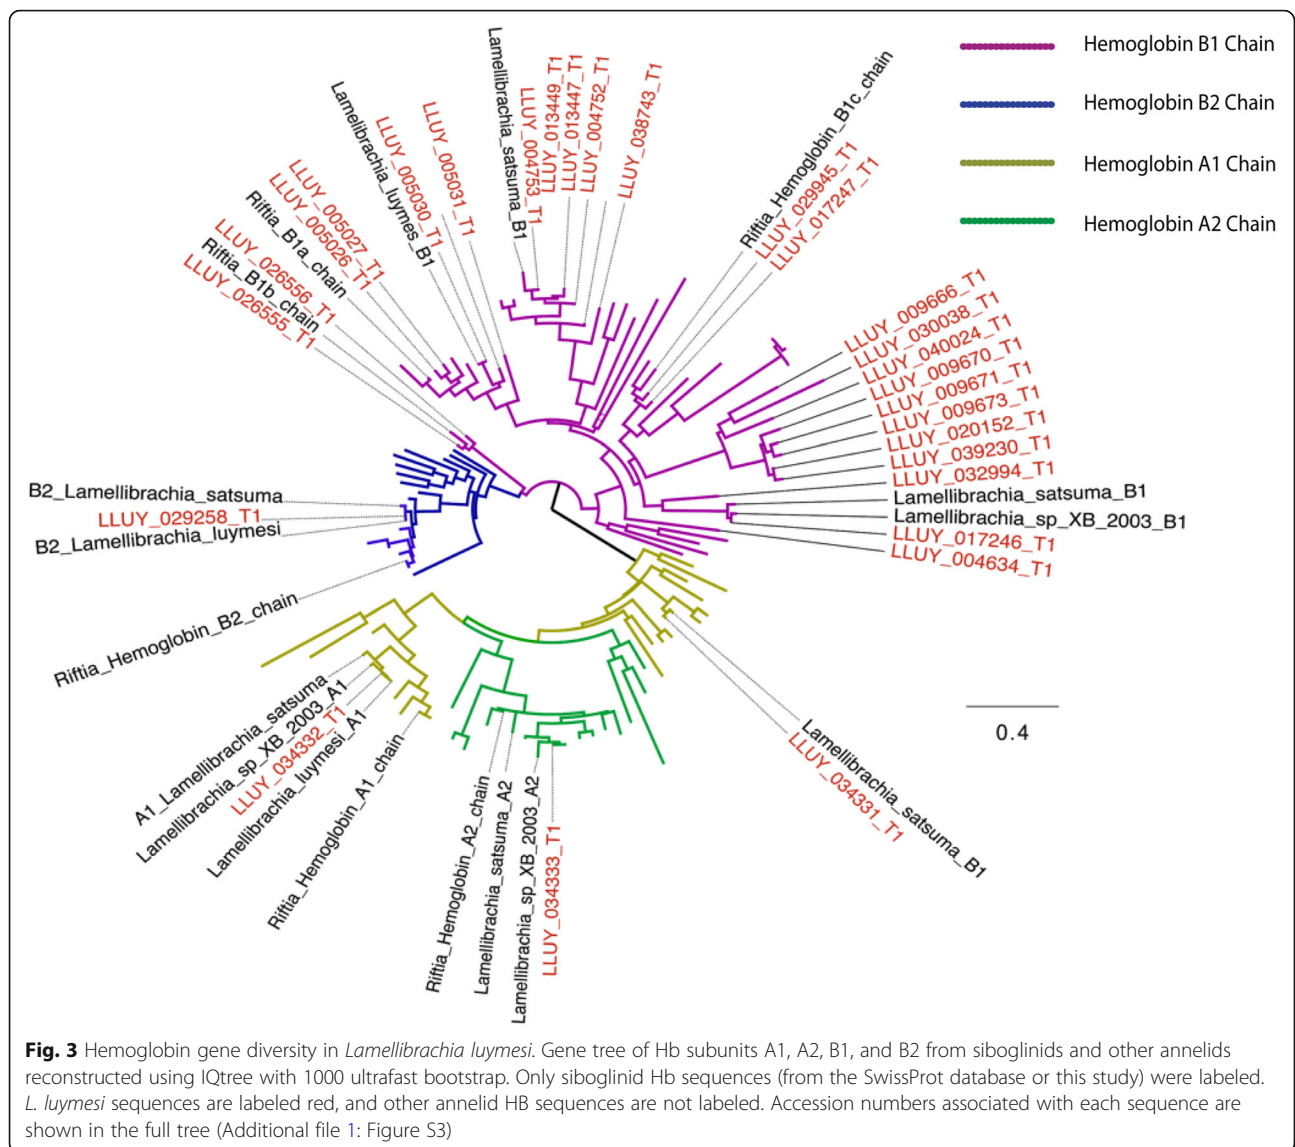 Hemoglobin B1 Chain
Hemoglobin B2 Chain
Hemoglobin A1 Chain
Hemoglobin A2 Chain
LLUY_026555_T1
Riftia_B1b_chain
LLUY_026556_T1
Riftia_B1a_chain
LLUY_005026_T1
LLUY_005027_T1
Lamellibrachia_luymes_B1
LLUY_005030_T1
LLUY_005031_T1
Lamellibrachia_satsuma_B1
LLUY_004753_T1
LLUY_013449_T1
LLUY_013447_T1
LLUY_004752_T1
LLUY_038743_T1
Riftia_Hemoglobin_B1c_chain
LLUY_029945_T1
LLUY_017247_T1
LLUY_009666_T1
LLUY_030038_T1
LLUY_040024_T1
LLUY_009670_T1
LLUY_009671_T1
LLUY_009673_T1
LLUY_020152_T1
LLUY_039230_T1
LLUY_032994_T1
Lamellibrachia_satsuma_B1
Lamellibrachia_sp_XB_2003_B1
LLUY_017246_T1
LLUY_004634_T1
Lamellibrachia_satsuma_B1
LLUY_034331_T1
0.4
B2_Lamellibrachia_satsuma
LLUY_029258_T1
B2_Lamellibrachia_luymesi
Riftia_Hemoglobin_B2_chain
A1_Lamellibrachia_satsuma
Lamellibrachia_sp_XB_2003_A1
LLUY_034332_T1
Lamellibrachia_luymesi_A1
Riftia_Hemoglobin_A1_chain
Riftia_Hemoglobin_A2_chain
Lamellibrachia_satsuma_A2
Lamellibrachia_sp_XB_2003_A2
LLUY_034333_T1
Fig. 3 Hemoglobin gene diversity in Lamellibrachia luymesi. Gene tree of Hb subunits A1, A2, B1, and B2 from siboglinids and other annelids
reconstructed using IQtree with 1000 ultrafast bootstrap. Only siboglinid Hb sequences (from the SwissProt database or this study) were labeled.
L. luymesi sequences are labeled red, and other annelid HB sequences are not labeled. Accession numbers associated with each sequence are
shown in the full tree (Additional file 1: Figure S3)